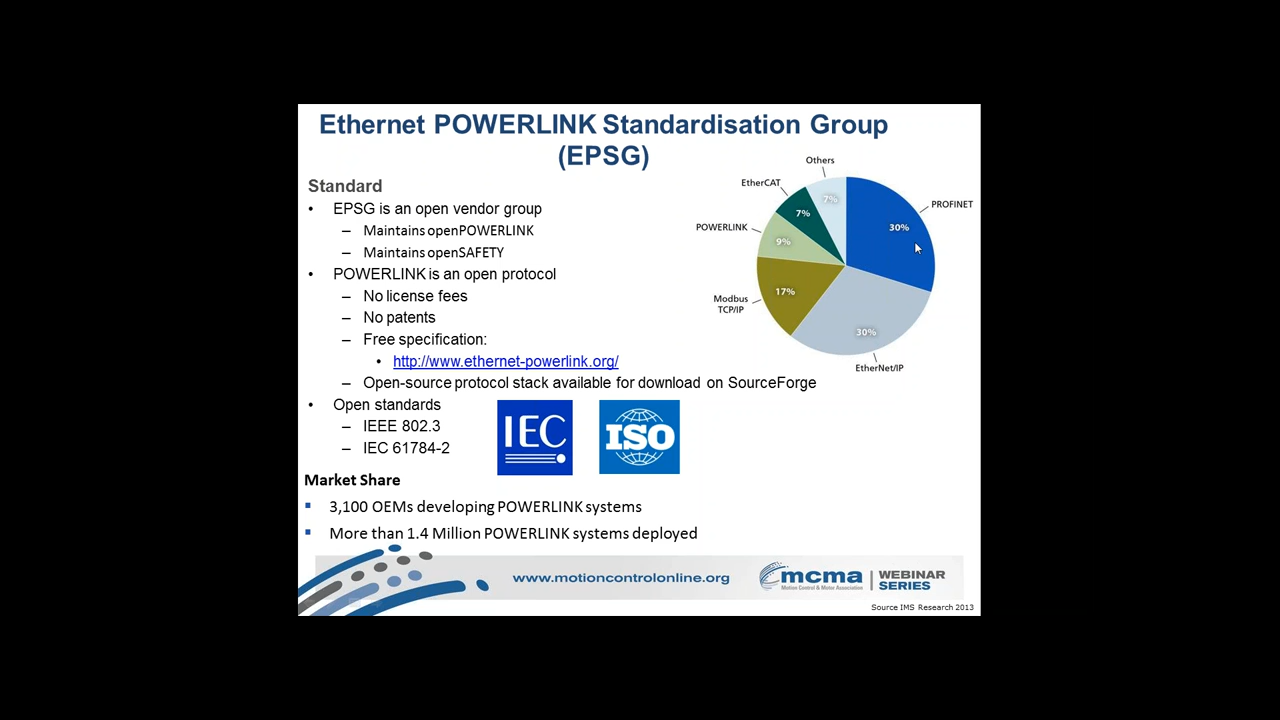 Ethernet POWERLINK Standardisation Group
(EPSG)
Standard
• EPSG is an open vendor group
– Maintains openPOWERLINK
– Maintains openSAFETY
• POWERLINK is an open protocol
– No license fees
– No patents
– Free specification:
• http://www.ethernet-powerlink.org/
– Open-source protocol stack available for download on SourceForge
• Open standards
– IEEE 802.3
– IEC 61784-2
IEC
ISO
Others
7%
EtherCAT
7%
PROFINET
30%
POWERLINK
9%
Modbus
TCP/IP
17%
30%
EtherNet/IP
Market Share
▪ 3,100 OEMs developing POWERLINK systems
▪ More than 1.4 Million POWERLINK systems deployed
www.motioncontrolonline.org
mcma
Motion Control & Motor Association
WEBINAR
SERIES
Source IMS Research 2013